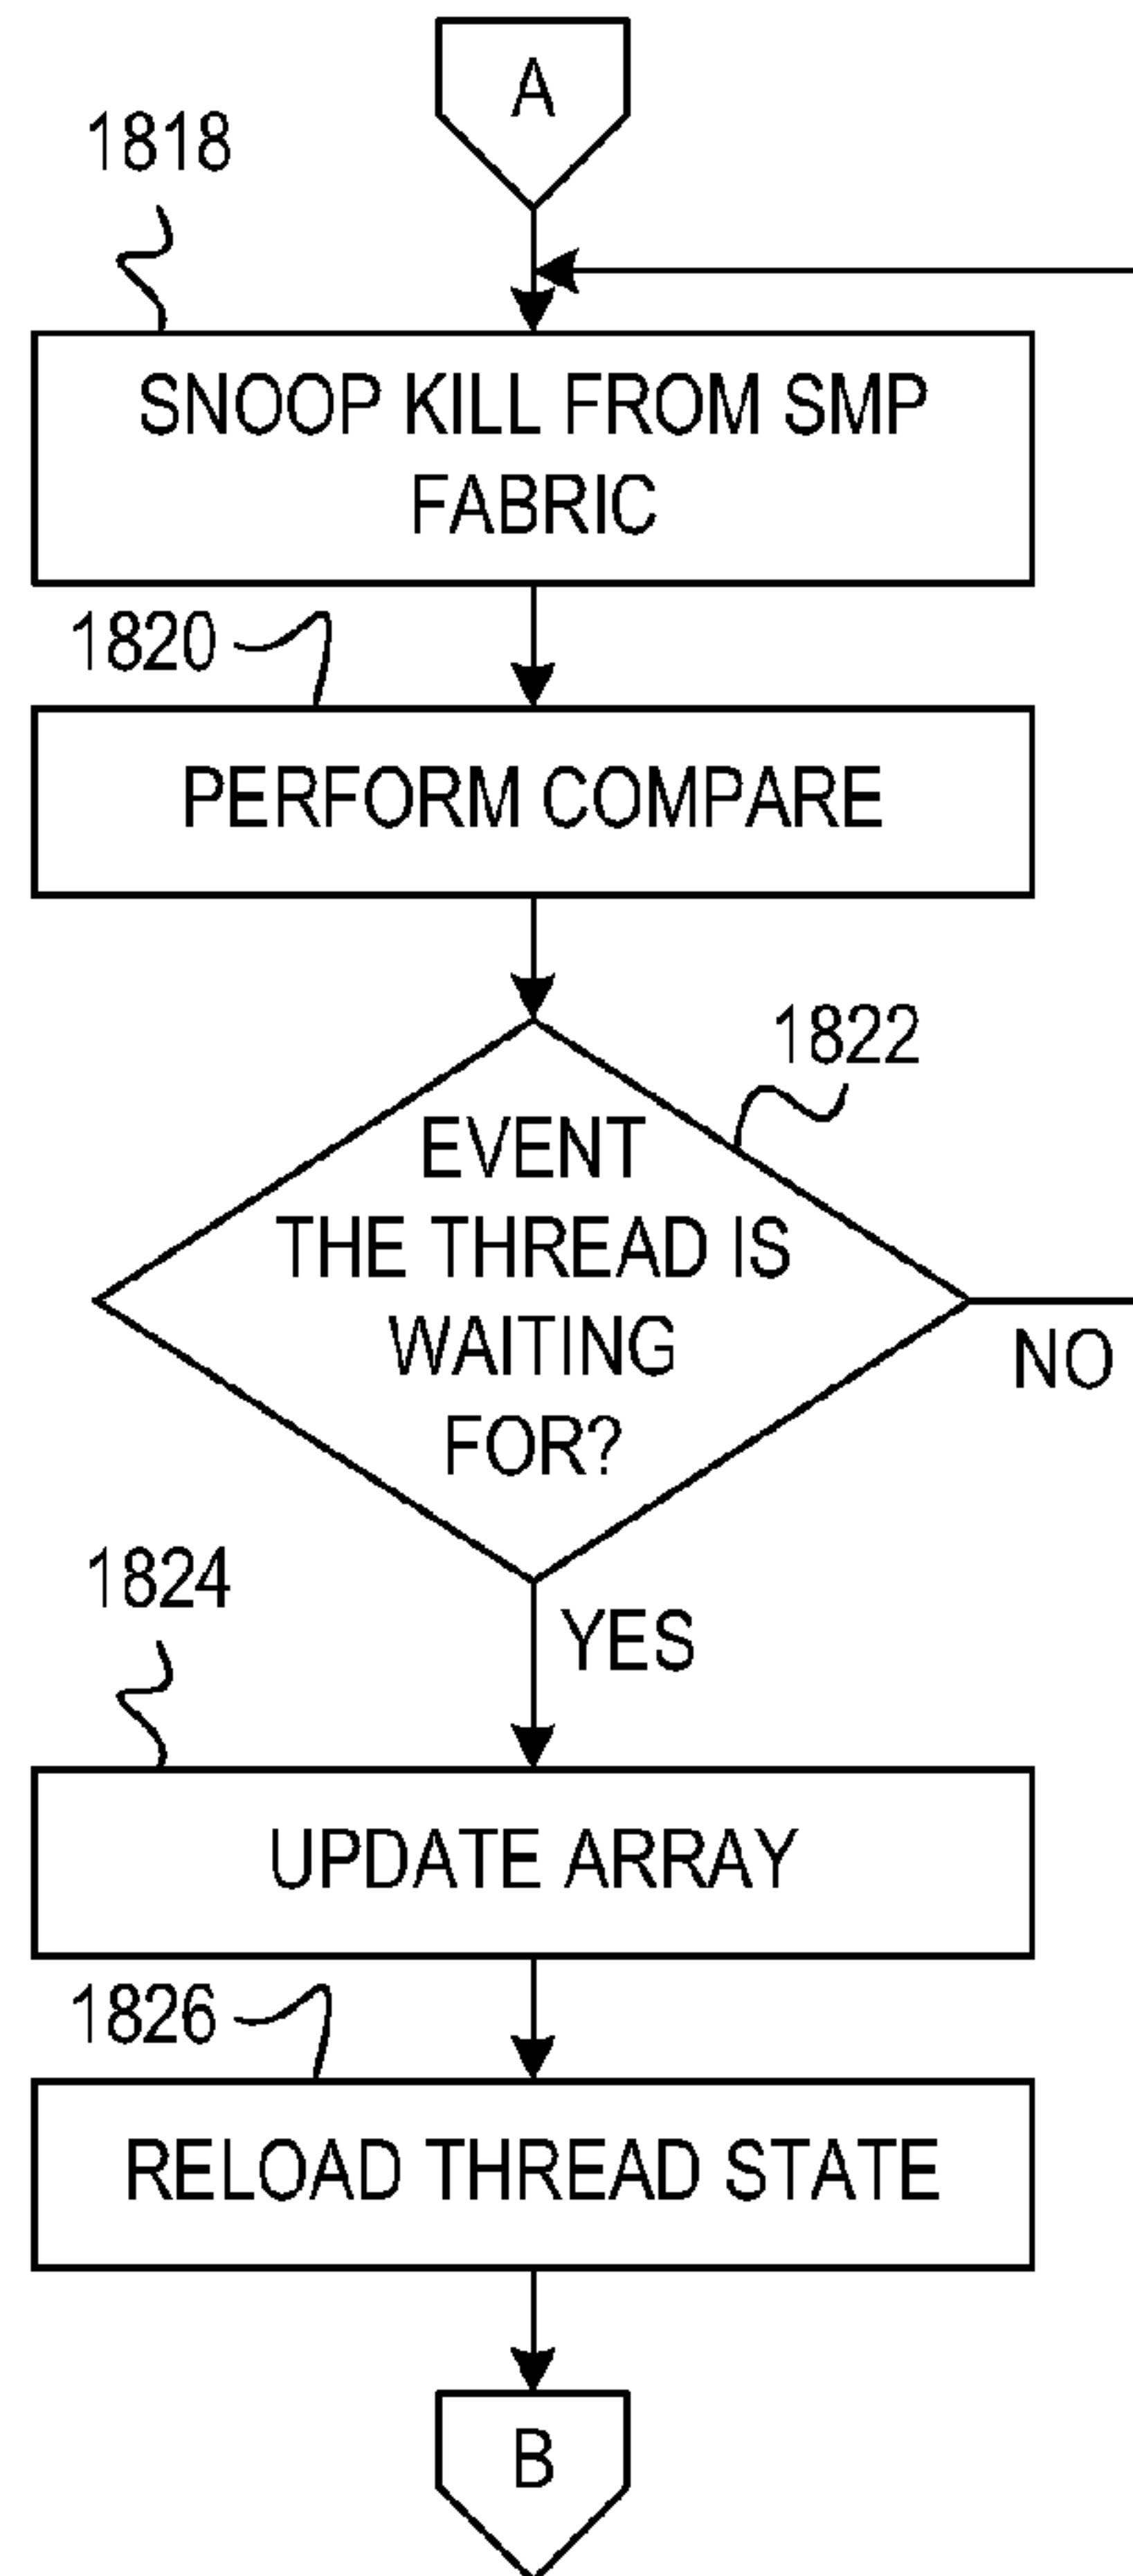 A
1818
SNOOP KILL FROM SMP
FABRIC
1820
PERFORM COMPARE
1822
EVENT
THE THREAD IS
WAITING
FOR?
NO
YES
1824
UPDATE ARRAY
1826
RELOAD THREAD STATE
B